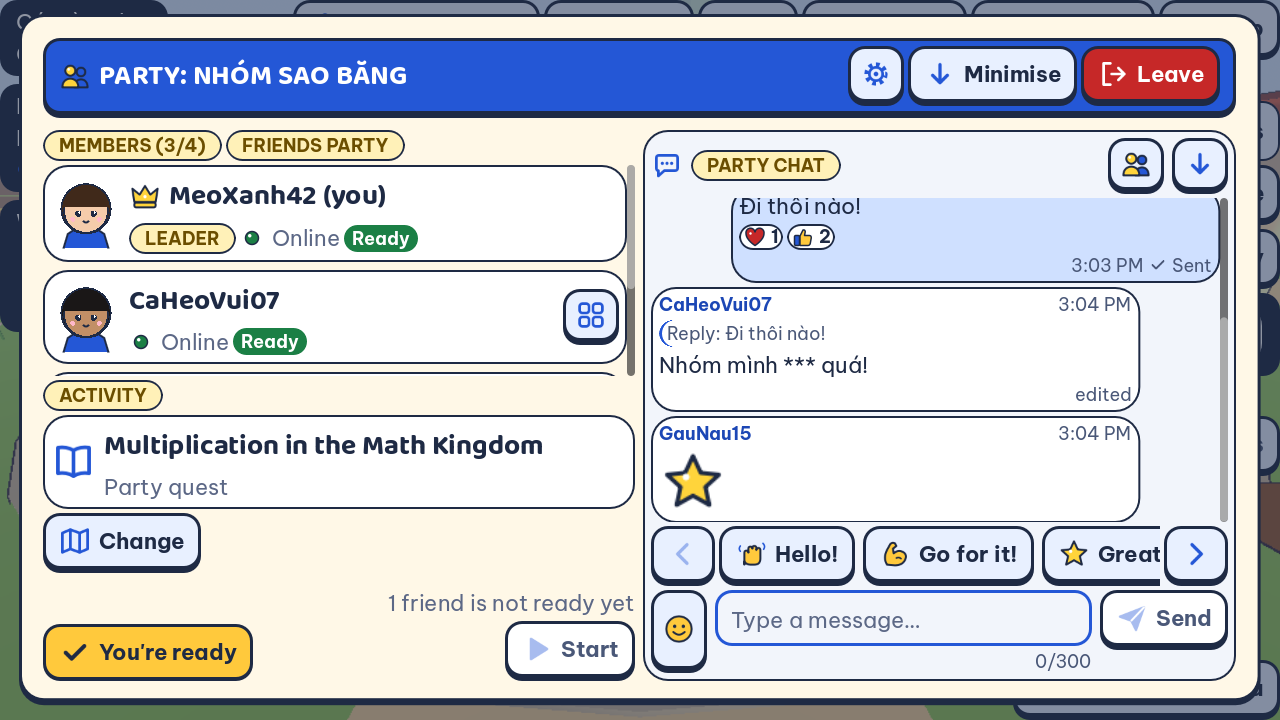 PARTY: NHÓM SAO BĂNG
Minimise
Leave
MEMBERS (3/4)
FRIENDS PARTY
MeoXanh42 (you)
LEADER
Online
Ready
CaHeoVui07
Online
Ready
ACTIVITY
Multiplication in the Math Kingdom
Party quest
Change
1 friend is not ready yet
You're ready
Start
PARTY CHAT
Đi thôi nào!
1
2
3:03 PM ✓ Sent
CaHeoVui07
3:04 PM
Reply: Đi thôi nào!
Nhóm mình *** quá!
edited
GauNau15
3:04 PM
Hello!
Go for it!
Great
Type a message...
Send
0/300